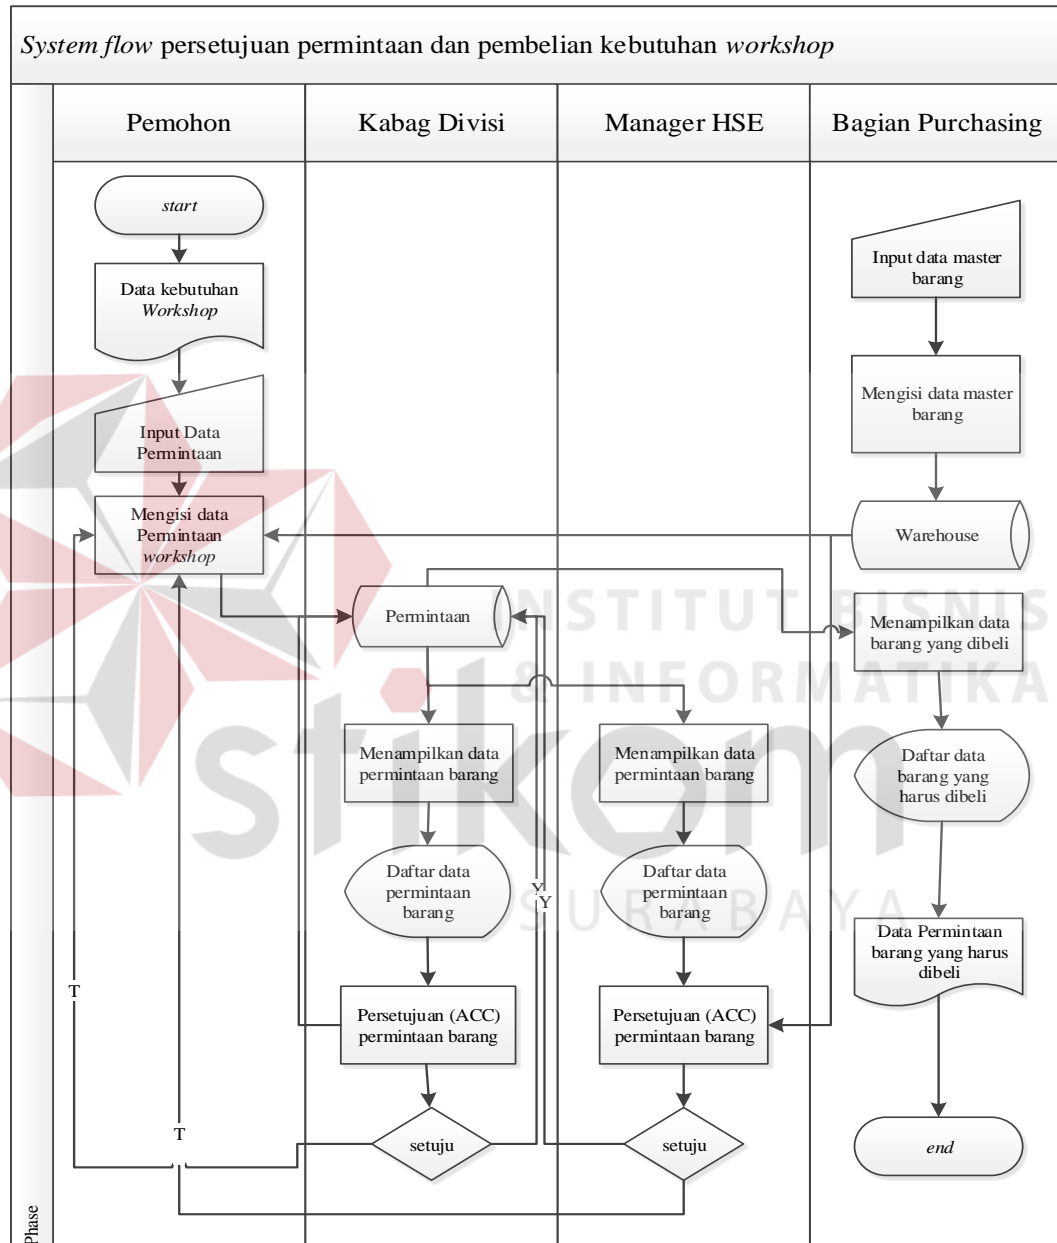 System flow persetujuan permintaan dan pembelian kebutuhan workshop
Pemohon
Kabag Divisi
Manager HSE
Bagian Purchasing
start
Data kebutuhan
Workshop
Input Data
Permintaan
Mengisi data
Permintaan
workshop
T
T
Permintaan
Menampilkan data
permintaan barang
Daftar data
permintaan
barang
Persetujuan (ACC)
permintaan barang
setuju
Y
Y
Menampilkan data
permintaan barang
Daftar data
permintaan
barang
Persetujuan (ACC)
permintaan barang
setuju
Input data master
barang
Mengisi data master
barang
Warehouse
Menampilkan data
barang yang dibeli
Daftar data
barang yang
harus dibeli
Data Permintaan
barang yang harus
dibeli
end
Phase
INSTITUT BISNIS
& INFORMATIKA
stikom
SURABAYA